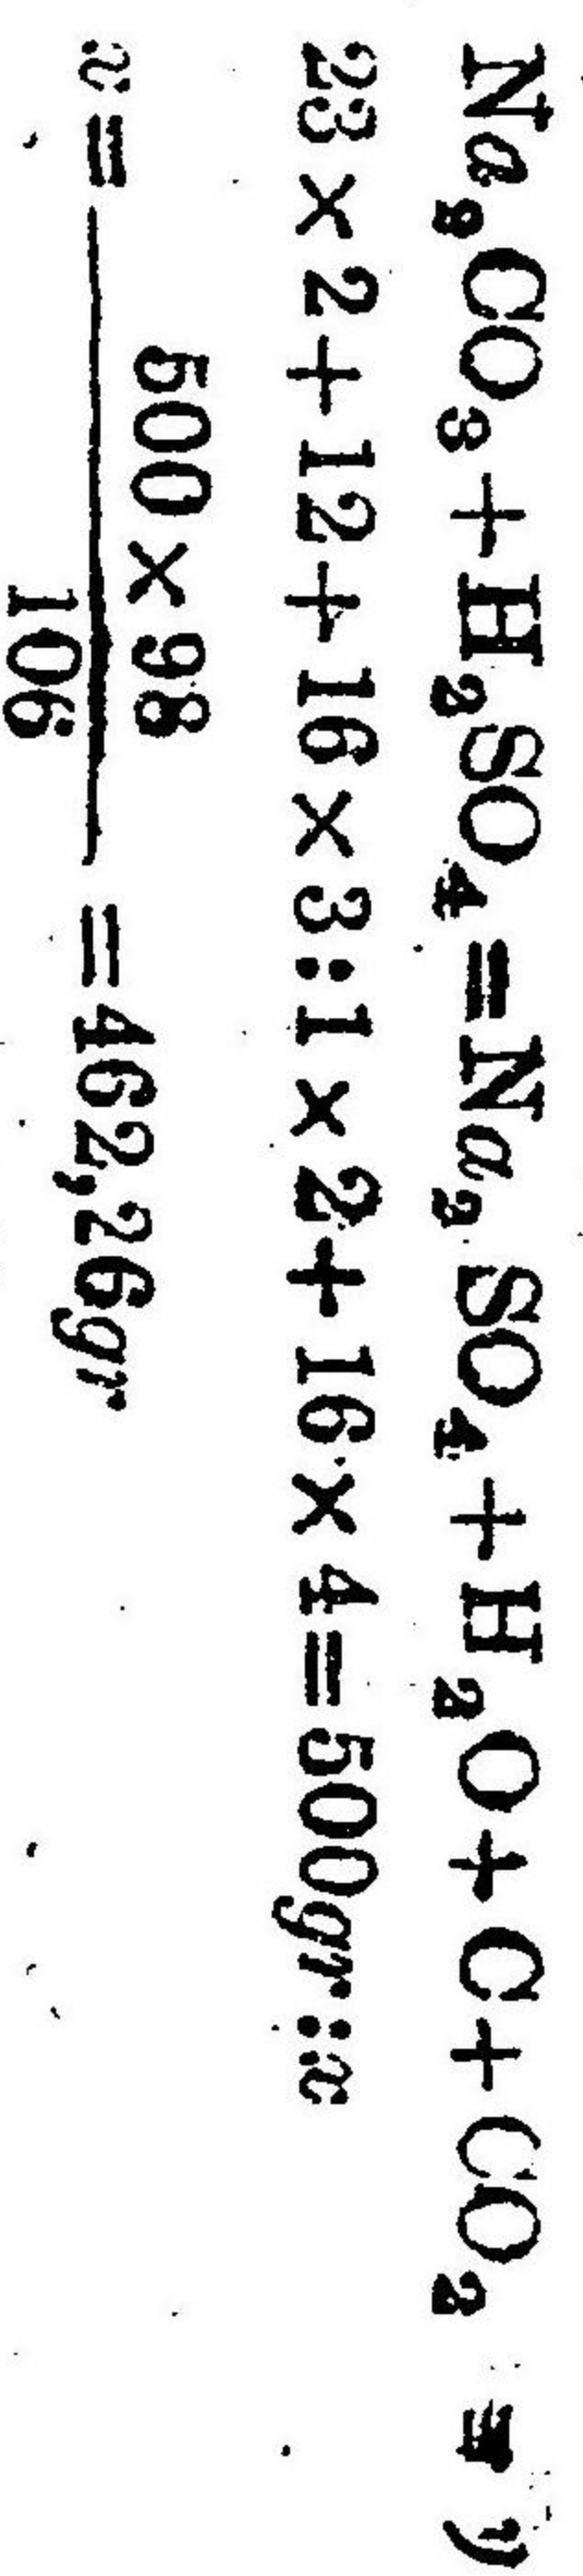 Na₂CO₃+H₂SO₄=Na₂SO₄+H₂O+C+CO₂
23×2+12+16×3:1×2+16×4=500gr:x
x= 500×98 / 106 =462,26gr